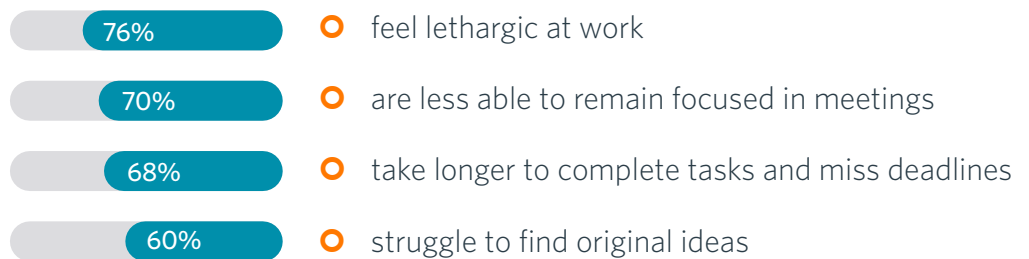 76% feel lethargic at work
70% are less able to remain focused in meetings
68% take longer to complete tasks and miss deadlines
60% struggle to find original ideas